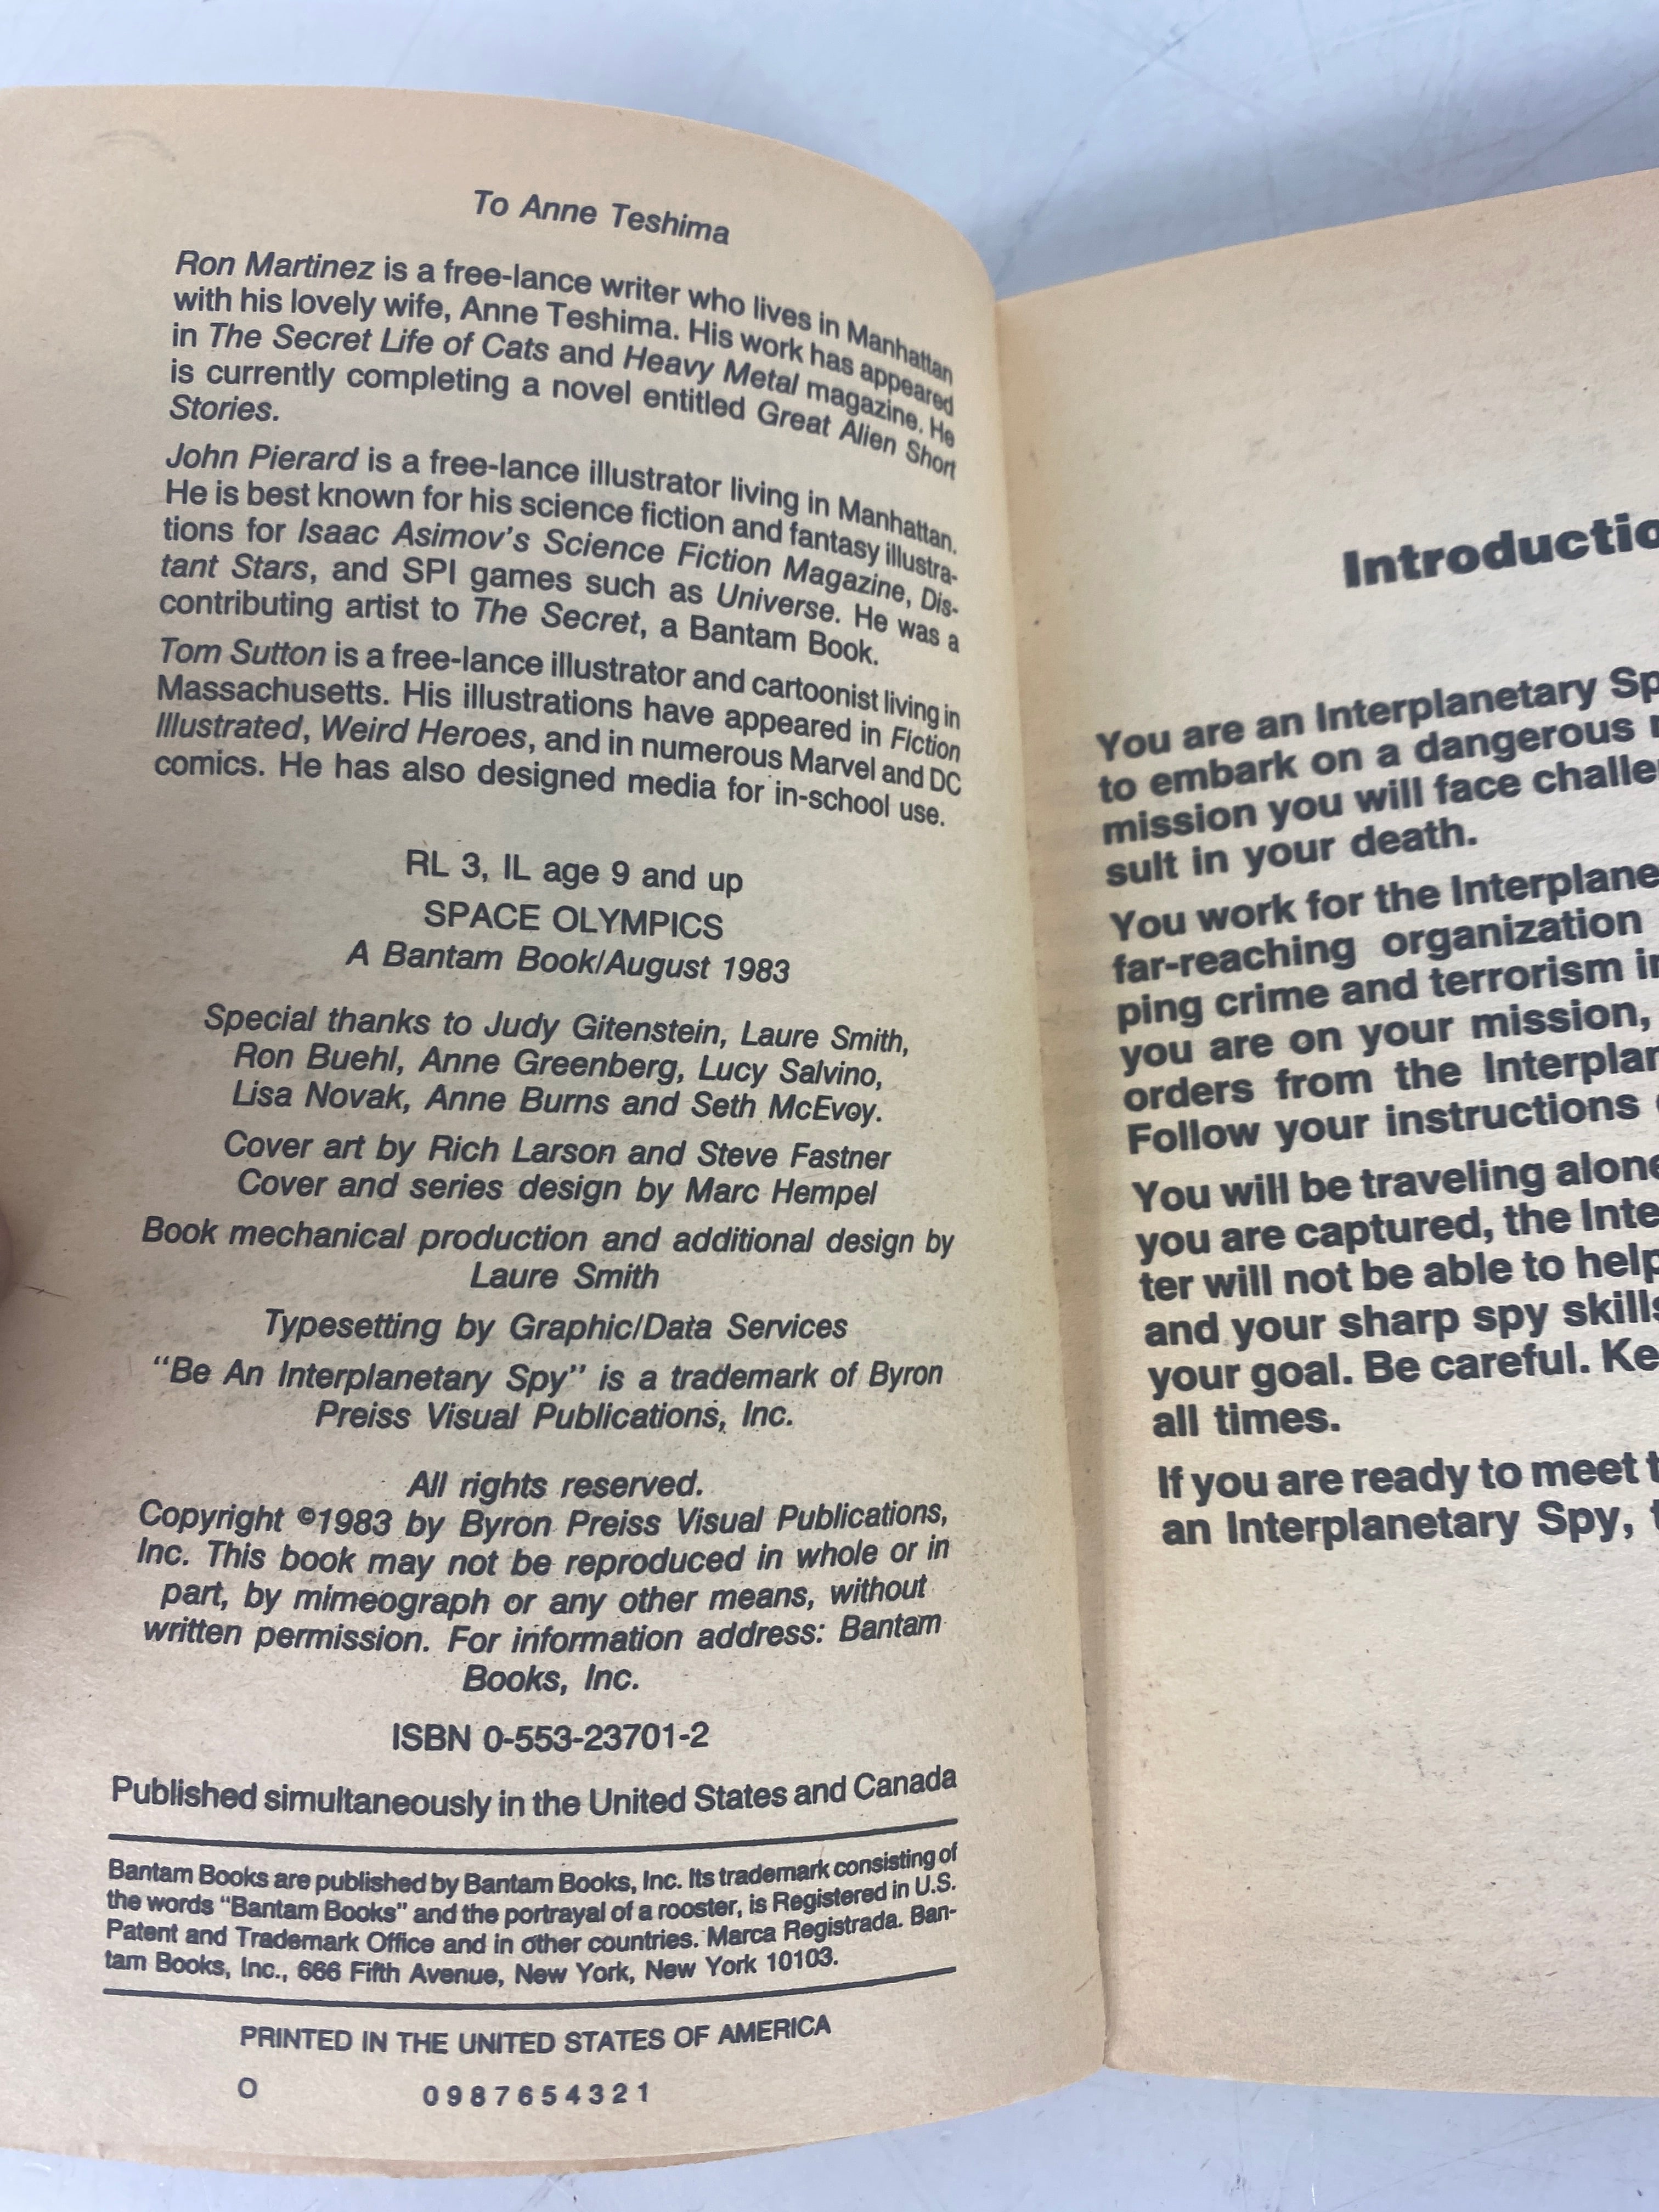 To Anne Teshima
Ron Martinez is a free-lance writer who lives in Manhattan
with his lovely wife, Anne Teshima. His work has appeared
in The Secret Life of Cats and Heavy Metal magazine. He
is currently completing a novel entitled Great Alien Short
Stories.
John Pierard is a free-lance illustrator living in Manhattan.
He is best known for his science fiction and fantasy illustra-
tions for Isaac Asimov's Science Fiction Magazine, Dis-
tant Stars, and SPI games such as Universe. He was a
contributing artist to The Secret, a Bantam Book.
Tom Sutton is a free-lance illustrator and cartoonist living in
Massachusetts. His illustrations have appeared in Fiction
Illustrated, Weird Heroes, and in numerous Marvel and DC
comics. He has also designed media for in-school use.
RL 3, IL age 9 and up
SPACE OLYMPICS
A Bantam Book/August 1983
Special thanks to Judy Gitenstein, Laure Smith,
Ron Buehl, Anne Greenberg, Lucy Salvino,
Lisa Novak, Anne Burns and Seth McEvoy.
Cover art by Rich Larson and Steve Fastner
Cover and series design by Marc Hempel
Book mechanical production and additional design by
Laure Smith
Typesetting by Graphic/Data Services
"Be An Interplanetary Spy" is a trademark of Byron
Preiss Visual Publications, Inc.
All rights reserved.
Copyright ©1983 by Byron Preiss Visual Publications,
Inc. This book may not be reproduced in whole or in
part, by mimeograph or any other means, without
written permission. For information address: Bantam
Books, Inc.
ISBN 0-553-23701-2
Published simultaneously in the United States and Canada
Bantam Books are published by Bantam Books, Inc. Its trademark consisting of
the words "Bantam Books" and the portrayal of a rooster, is Registered in U.S.
Patent and Trademark Office and in other countries. Marca Registrada. Ban-
tam Books, Inc., 666 Fifth Avenue, New York, New York 10103.
PRINTED IN THE UNITED STATES OF AMERICA
O 0 9 8 7 6 5 4 3 2 1
Introductio
You are an Interplanetary Sp
to embark on a dangerous
mission you will face challe
sult in your death.
You work for the Interplane
far-reaching organization
ping crime and terrorism in
you are on your mission,
orders from the Interplan
Follow your instructions
You will be traveling alone
you are captured, the Inte
ter will not be able to help
and your sharp spy skills
your goal. Be careful. Ke
all times.
If you are ready to meet t
an Interplanetary Spy, t